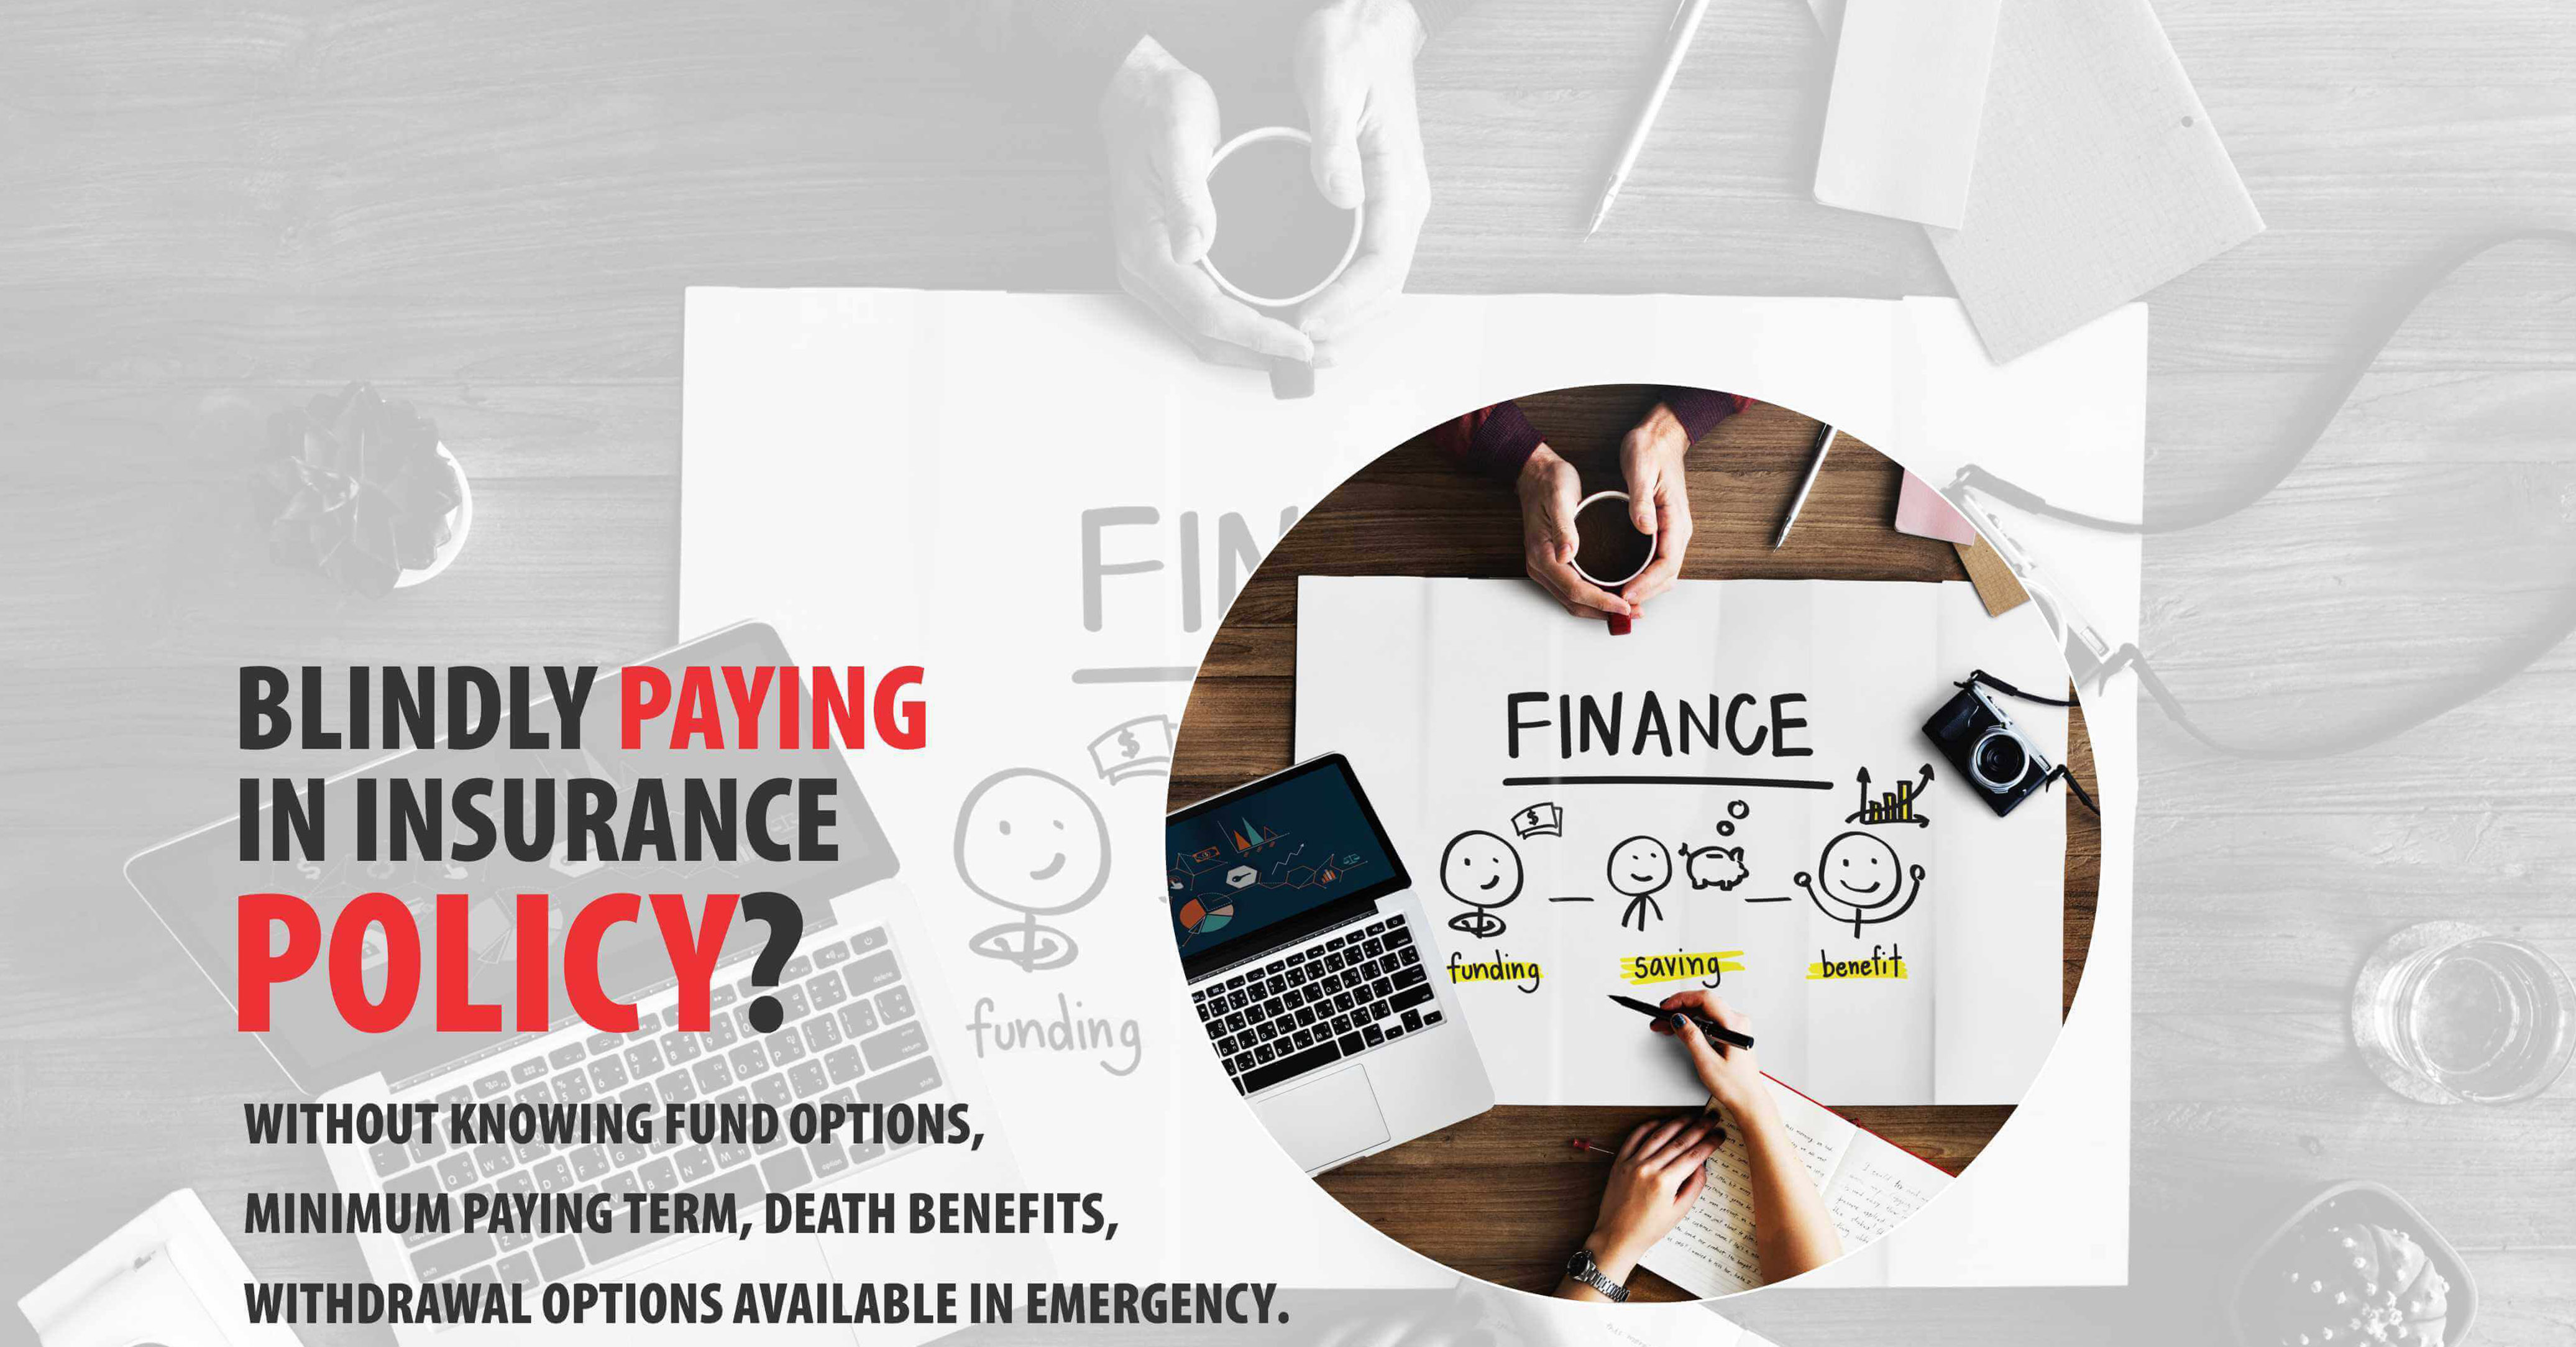 BLINDLY PAYING
IN INSURANCE
POLICY?
WITHOUT KNOWING FUND OPTIONS,
MINIMUM PAYING TERM, DEATH BENEFITS,
WITHDRAWAL OPTIONS AVAILABLE IN EMERGENCY.
FIN
$
funding
FINANCE
$
funding
saving
benefit